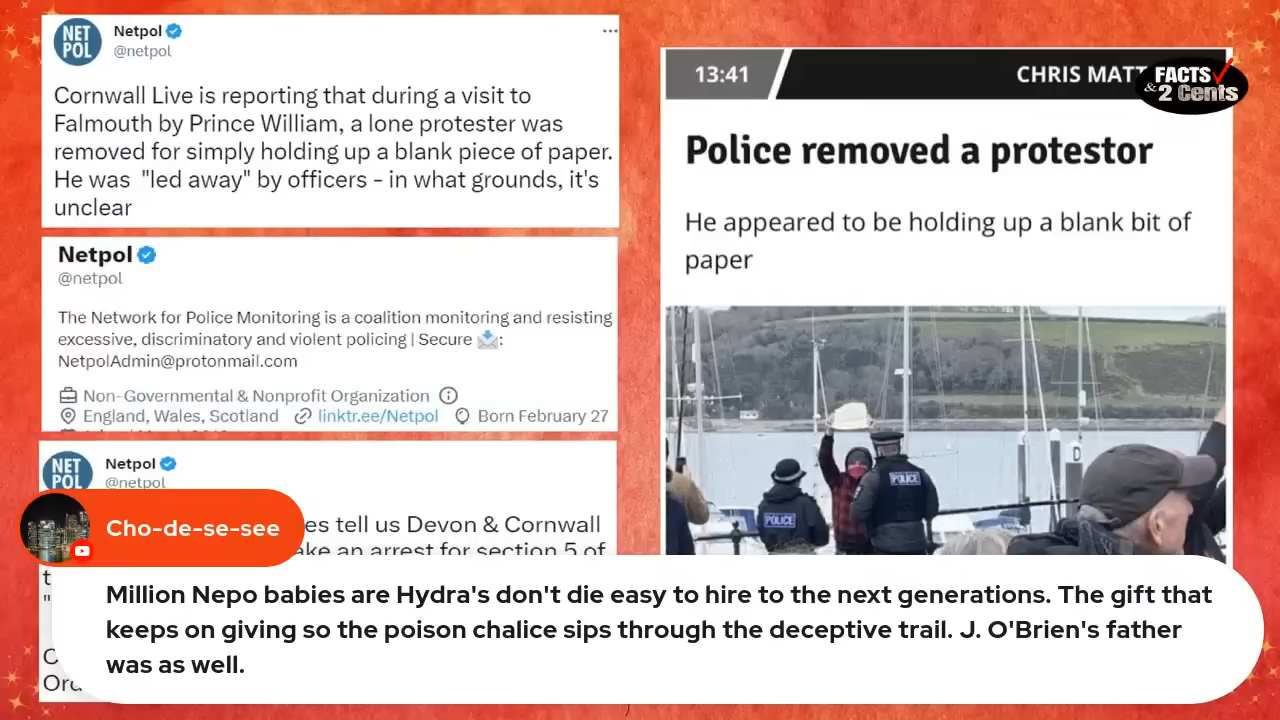 NET
POL
Netpol
@netpol
Cornwall Live is reporting that during a visit to
Falmouth by Prince William, a lone protester was
removed for simply holding up a blank piece of paper.
He was "led away" by officers - in what grounds, it's
unclear
Netpol
@netpol
The Network for Police Monitoring is a coalition monitoring and resisting
excessive, discriminatory and violent policing | Secure :
NetpolAdmin@protonmail.com
Non-Governmental & Nonprofit Organization
England, Wales, Scotland linktr.ee/Netpol Born February 27
NET
POL
Netpol
@netpol
es tell us Devon & Cornwall
ake an arrest for section 5 of
13:41
CHRIS MATT
FACTS
& 2 Cents
Police removed a protestor
He appeared to be holding up a blank bit of
paper
POLICE
POLICE
D
Cho-de-se-see
Million Nepo babies are Hydra's don't die easy to hire to the next generations. The gift that
keeps on giving so the poison chalice sips through the deceptive trail. J. O'Brien's father
was as well.